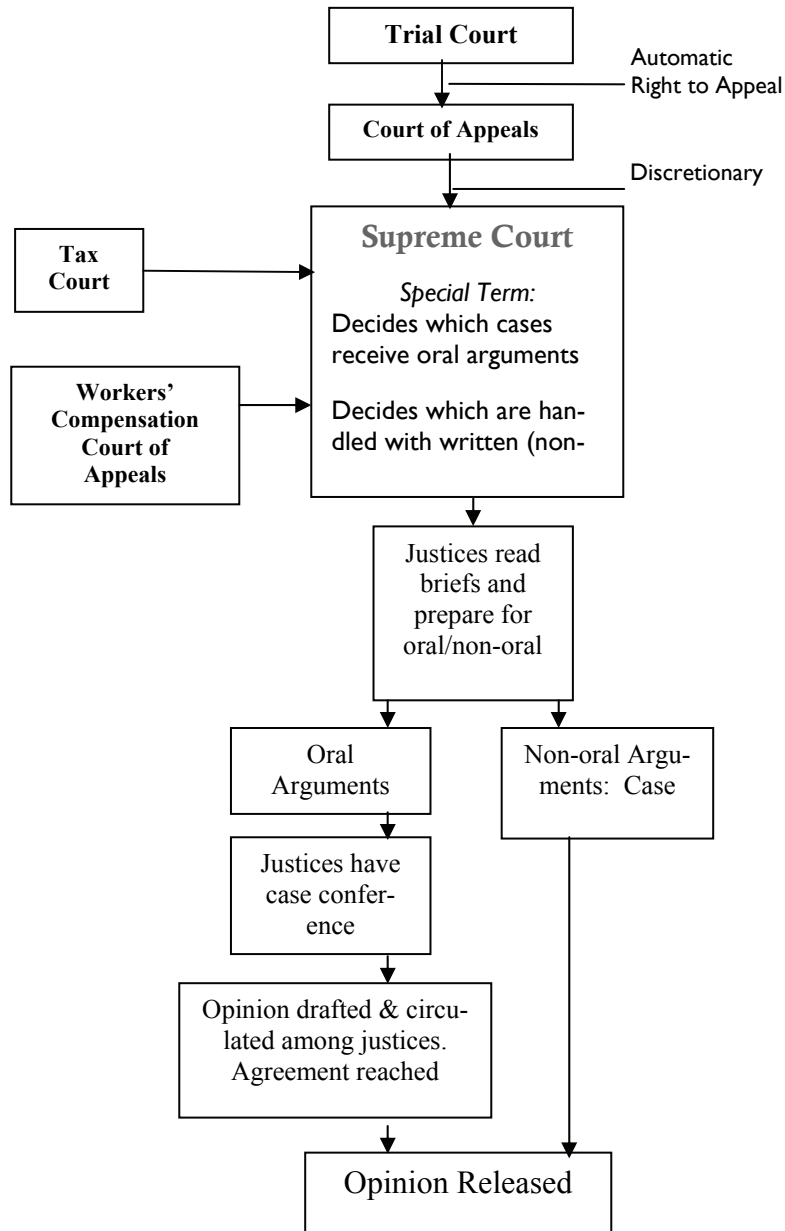 Trial Court
Automatic
Right to Appeal
Court of Appeals
Discretionary
Supreme Court
Special Term:
Decides which cases
receive oral arguments
Decides which are han-
dled with written (non-
Tax
Court
Workers’
Compensation
Court of
Appeals
Justices read
briefs and
prepare for
oral/non-oral
Oral
Arguments
Non-oral Argu-
ments: Case
Justices have
case confer-
ence
Opinion drafted & circu-
lated among justices.
Agreement reached
Opinion Released